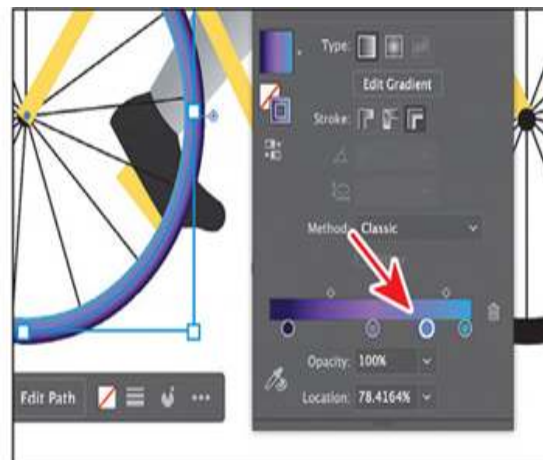 Type:
Edit Gradient
Stroke:
Method: Classic
Opacity: 100%
Location: 78.4164%
Edit Path